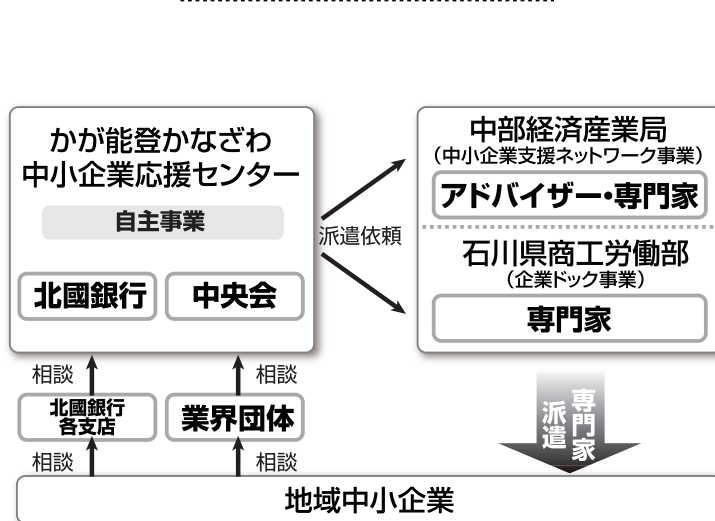 かが能登かなざわ
中小企業応援センター
自主事業
北國銀行
中央会
派遣依頼
中部経済産業局
（中小企業支援ネットワーク事業）
アドバイザー・専門家
石川県商工労働部
（企業ドック事業）
専門家
相談
相談
北國銀行
各支店
業界団体
相談
相談
専門家
派遣
地域中小企業